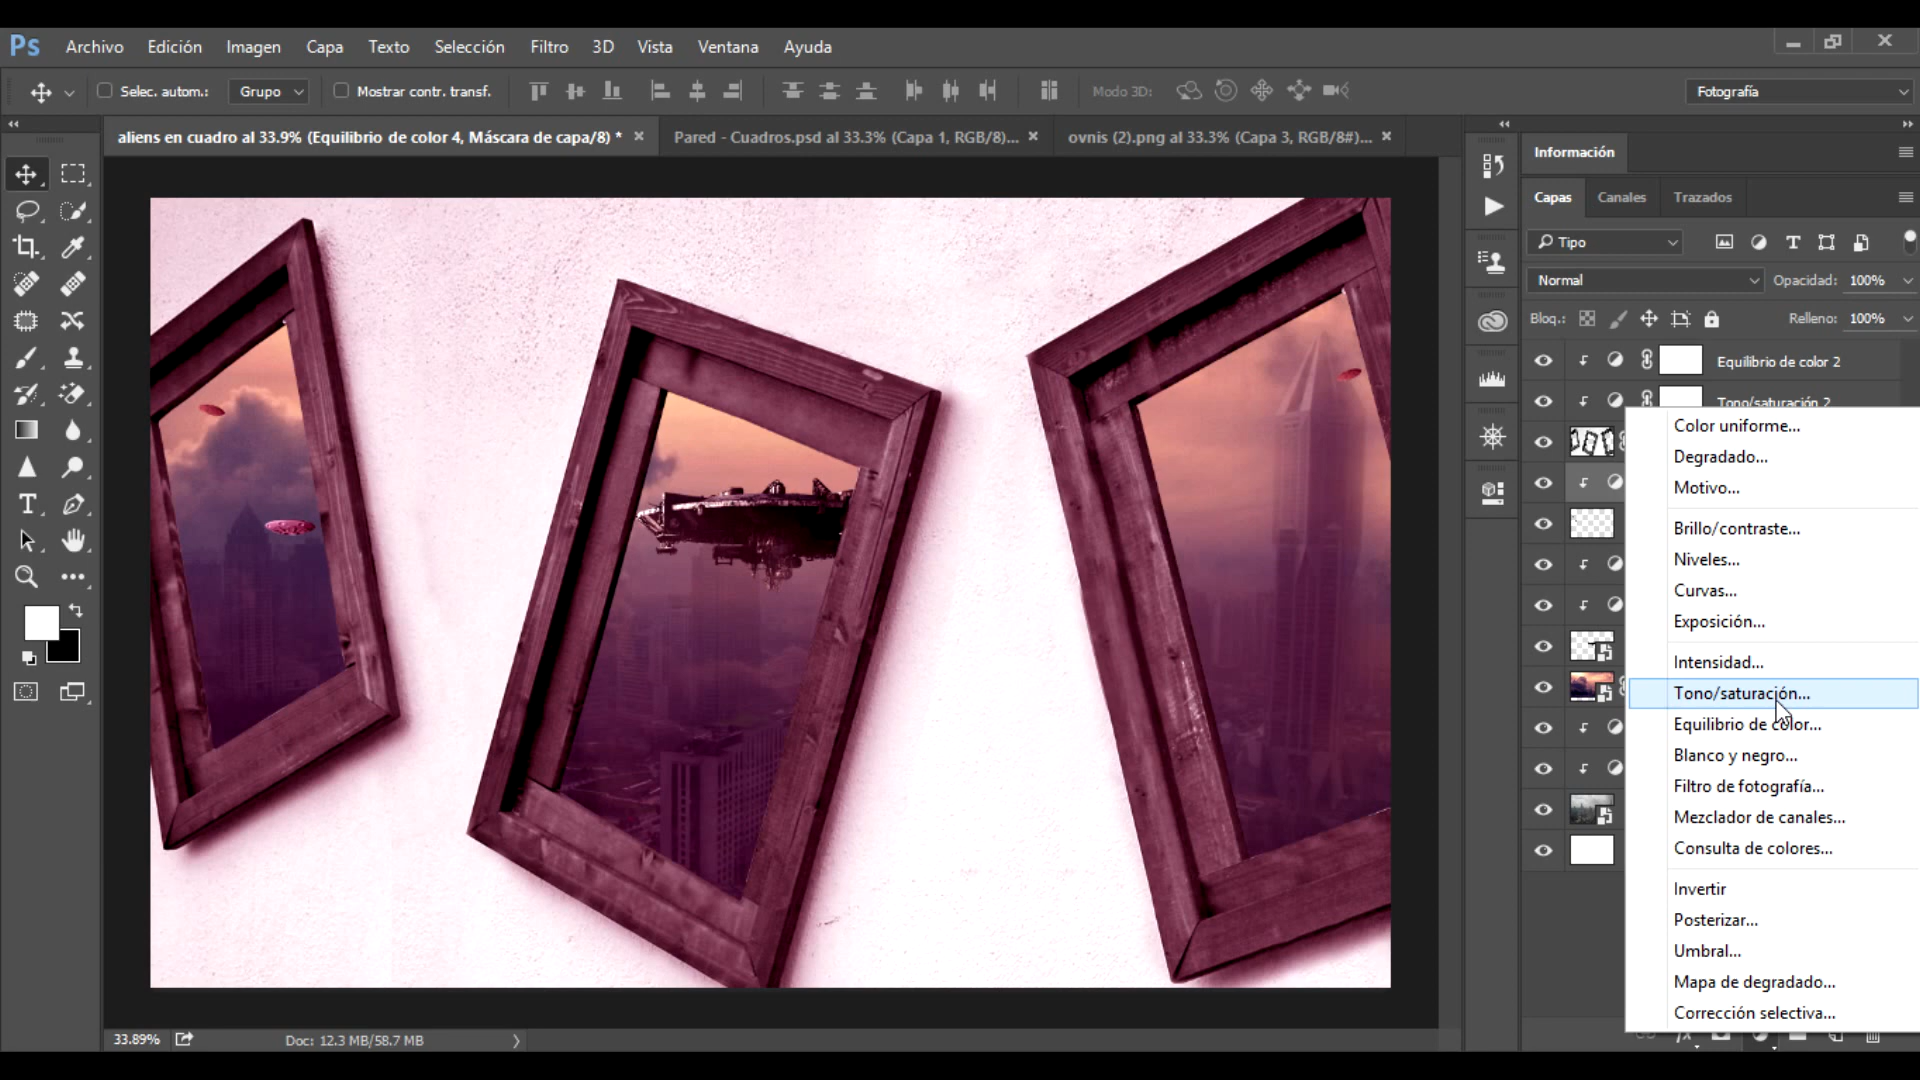 Ps Archivo Edición Imagen Capa Texto Selección Filtro 3D Vista Ventana Ayuda
Selec. autom.: Grupo Mostrar contr. transf. Modo 3D: Fotografía
aliens en cuadro al 33.9% (Equilibrio de color 4, Máscara de capa/8) * Pared - Cuadros.psd al 33.3% (Capa 1, RGB/8)... ovnis (2).png al 33.3% (Capa 3, RGB/8#)...
Información
Capas Canales Trazados
Tipo
Normal Opacidad: 100%
Bloq.: Relleno: 100%
Equilibrio de color 2
Tono/saturación 2
Color uniforme...
Degradado...
Motivo...
Brillo/contraste...
Niveles...
Curvas...
Exposición...
Intensidad...
Tono/saturación...
Equilibrio de color...
Blanco y negro...
Filtro de fotografía...
Mezclador de canales...
Consulta de colores...
Invertir
Posterizar...
Umbral...
Mapa de degradado...
Corrección selectiva...
33.89% Doc: 12.3 MB/58.7 MB